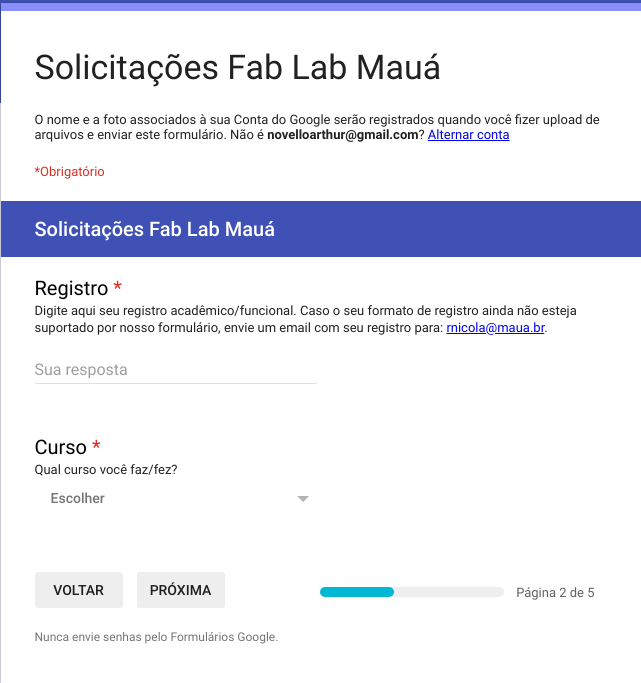 Solicitações Fab Lab Mauá
O nome e a foto associados à sua Conta do Google serão registrados quando você fizer upload de
arquivos e enviar este formulário. Não é novelloarthur@gmail.com? Alternar conta
*Obrigatório
Solicitações Fab Lab Mauá
Registro *
Digite aqui seu registro acadêmico/funcional. Caso o seu formato de registro ainda não esteja
suportado por nosso formulário, envie um email com seu registro para: rnicola@maua.br.
Sua resposta
Curso *
Qual curso você faz/fez?
Escolher
VOLTAR PRÓXIMA Página 2 de 5
Nunca envie senhas pelo Formulários Google.